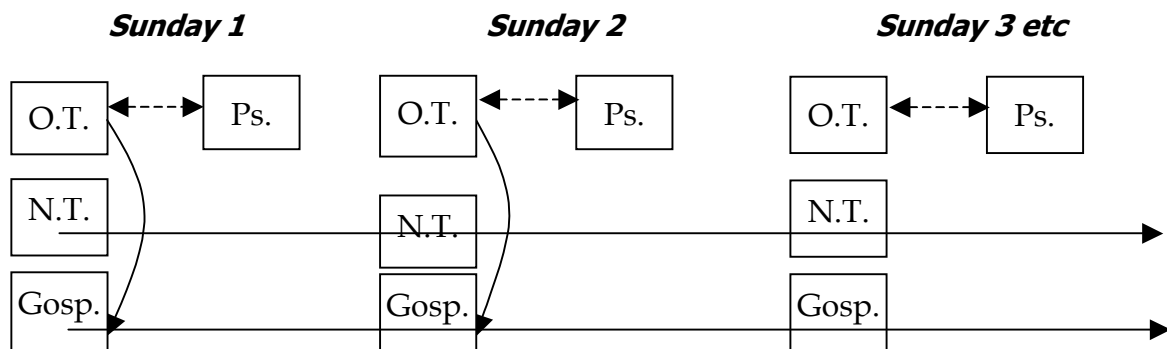 Sunday 1 Sunday 2 Sunday 3 etc
O.T. Ps. O.T. Ps. O.T. Ps.
N.T. N.T. N.T.
Gosp. Gosp. Gosp.